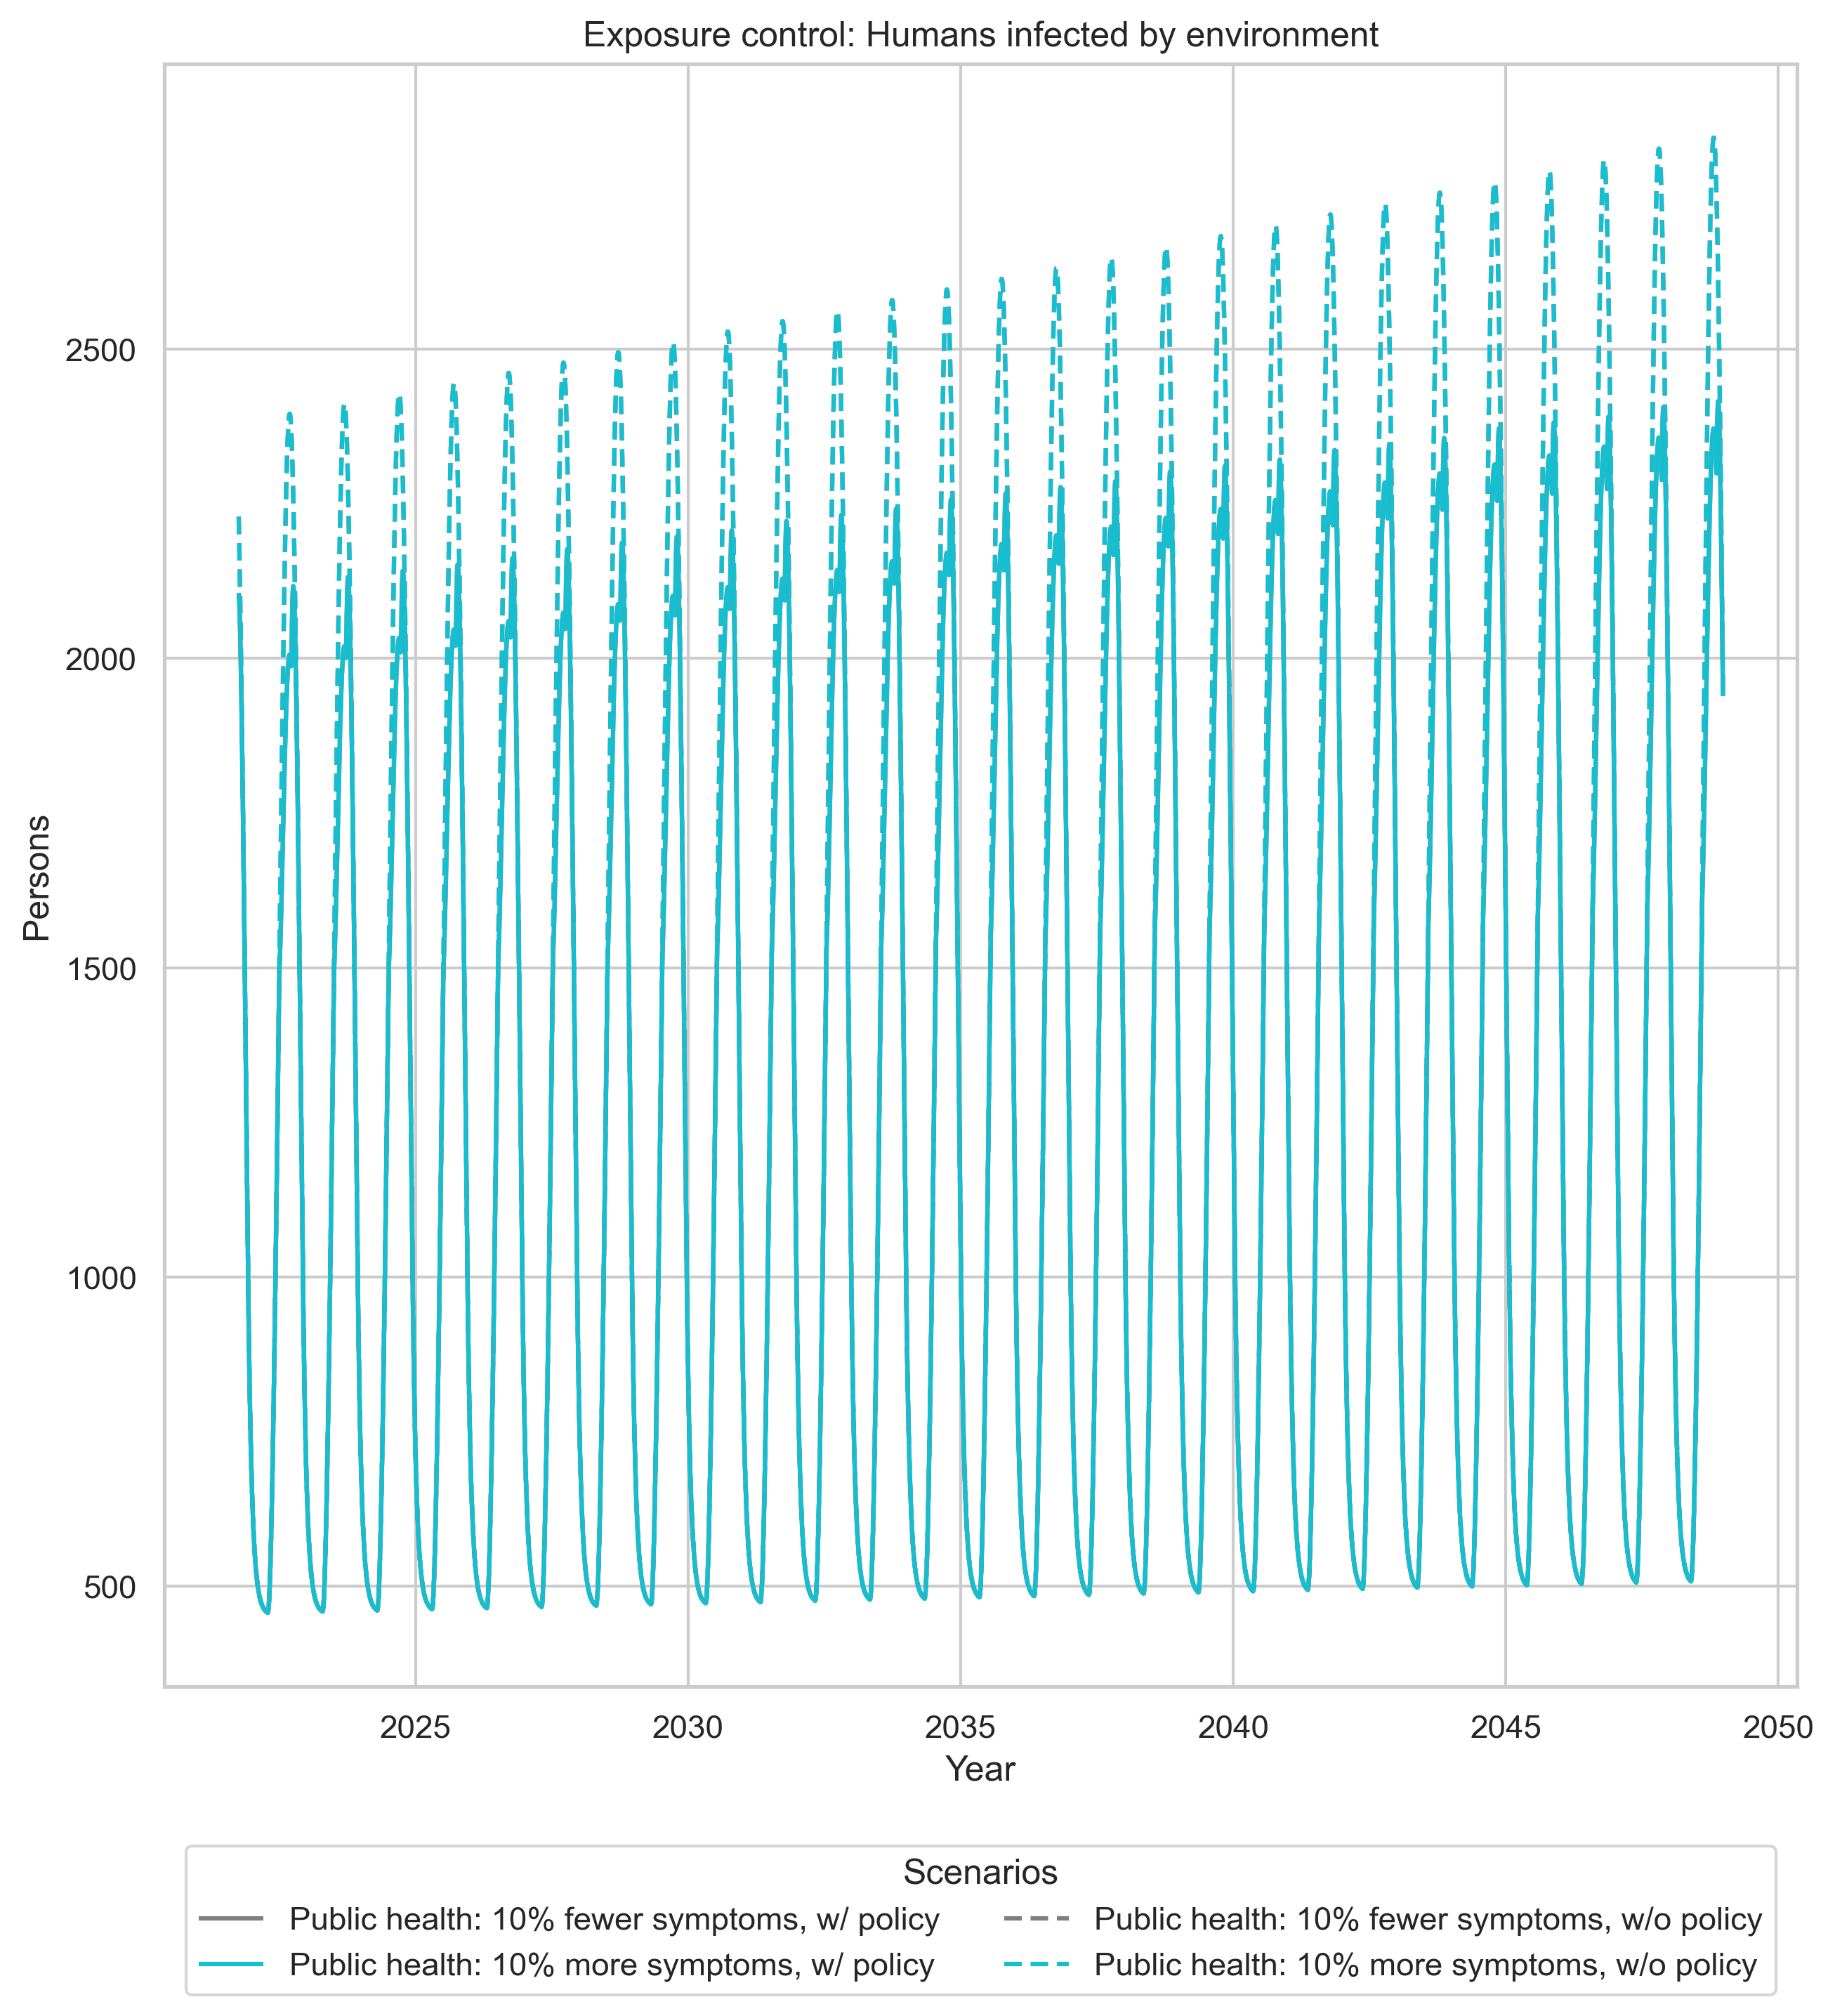 Exposure control: Humans infected by environment
2500
2000
1500
1000
500
Persons
2025 2030 2035 2040 2045 2050
Year
Scenarios
Public health: 10% fewer symptoms, w/ policy Public health: 10% fewer symptoms, w/o policy
Public health: 10% more symptoms, w/ policy Public health: 10% more symptoms, w/o policy